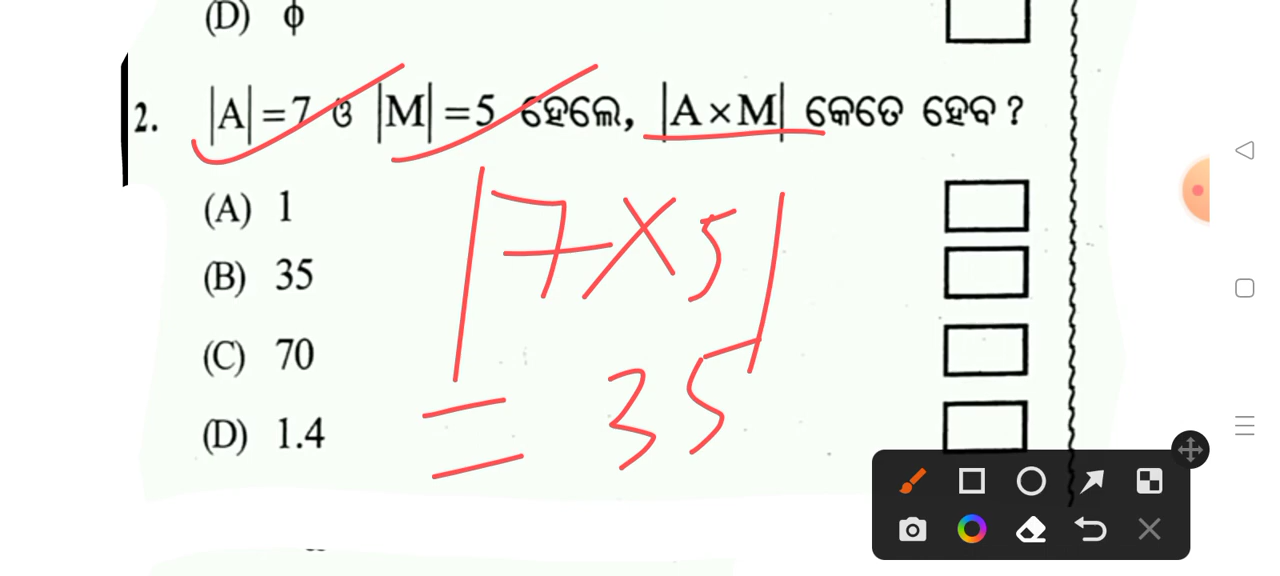 (D) ϕ
2. |A| = 7 ଓ |M| = 5 ହେଲେ, |A × M| କେତେ ହେବ ?
(A) 1
(B) 35
(C) 70
(D) 1.4
|7 × 5|
= 35